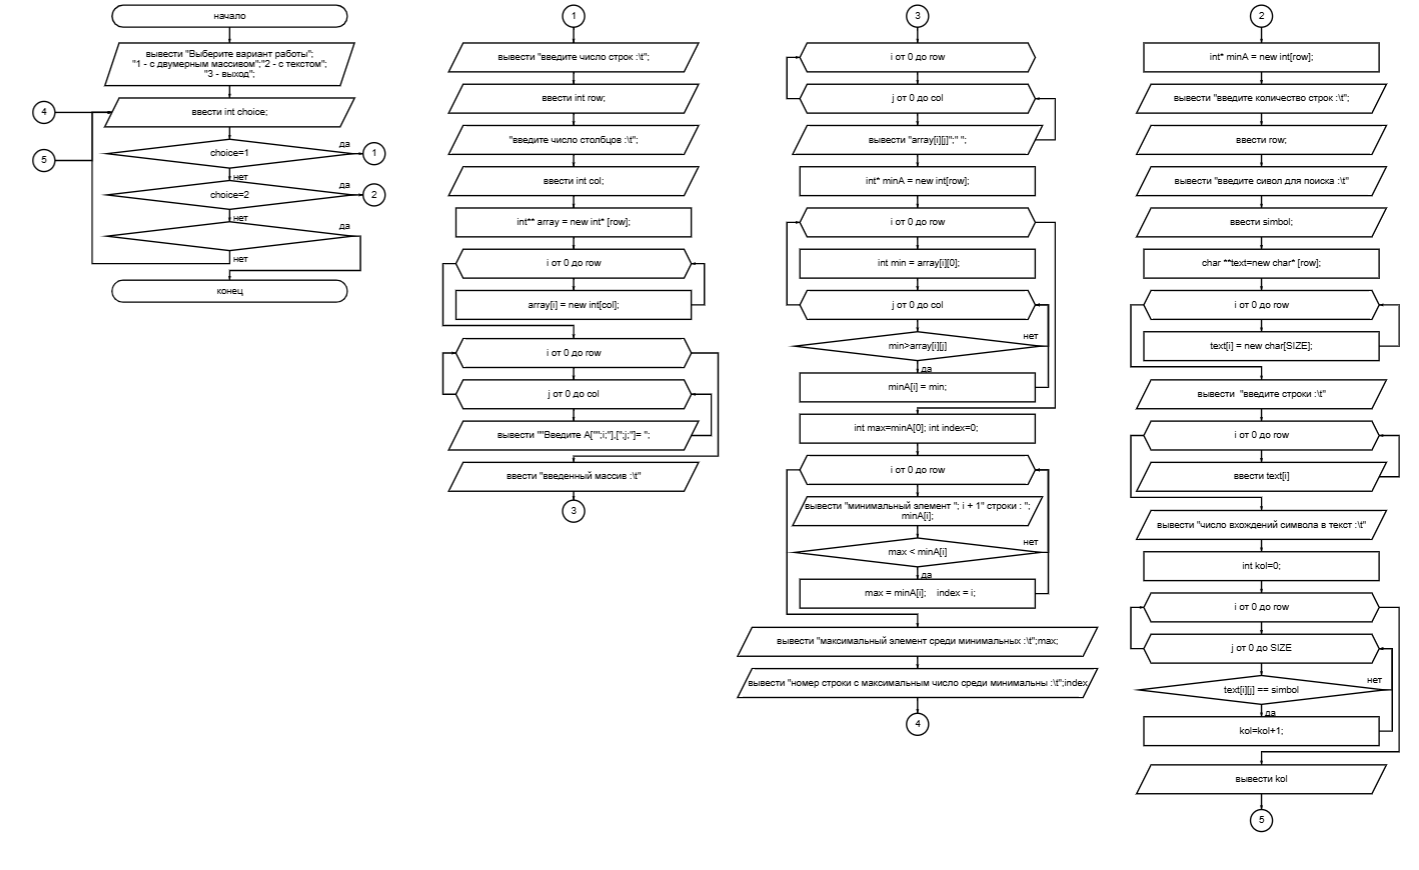 начало
вывести "Выберите вариант работы";
"1 - с двумерным массивом";"2 - с текстом";
"3 - выход";
4
ввести int choice;
5
да
choice=1
1
нет
да
choice=2
2
нет
да
нет
конец
1
вывести "введите число строк :\t";
ввести int row;
"введите число столбцов :\t";
ввести int col;
int** array = new int* [row];
i от 0 до row
array[i] = new int[col];
i от 0 до row
j от 0 до col
вывести ""Введите A["";i;"],[";j;"]= ";
ввести "введенный массив :\t"
3
3
i от 0 до row
j от 0 до col
вывести "array[i][j]";" ";
int* minA = new int[row];
i от 0 до row
int min = array[i][0];
j от 0 до col
нет
min>array[i][j]
да
minA[i] = min;
int max=minA[0]; int index=0;
i от 0 до row
вывести "минимальный элемент "; i + 1" строки : ";
minA[i];
нет
max < minA[i]
да
max = minA[i];    index = i;
вывести "максимальный элемент среди минимальных :\t";max;
вывести "номер строки с максимальным число среди минимальны :\t";index
4
2
int* minA = new int[row];
вывести "введите количество строк :\t";
ввести row;
вывести "введите сивол для поиска :\t"
ввести simbol;
char **text=new char* [row];
i от 0 до row
text[i] = new char[SIZE];
вывести  "введите строки :\t"
i от 0 до row
ввести text[i]
вывести "число вхождений символа в текст :\t"
int kol=0;
i от 0 до row
j от 0 до SIZE
нет
text[i][j] == simbol
да
kol=kol+1;
вывести kol
5